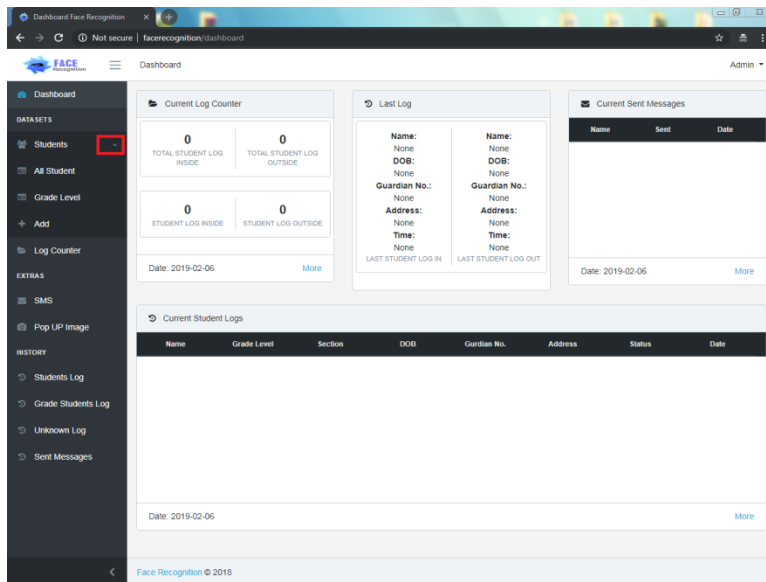 Dashboard Face Recognition
Not secure | facerecognition/dashboard
FACE
Recognition
Dashboard
Admin
Dashboard
DATASETS
Students
All Student
Grade Level
Add
Log Counter
EXTRAS
SMS
Pop UP Image
HISTORY
Students Log
Grade Students Log
Unknown Log
Sent Messages
Current Log Counter
0
TOTAL STUDENT LOG
INSIDE
0
TOTAL STUDENT LOG
OUTSIDE
0
STUDENT LOG INSIDE
0
STUDENT LOG OUTSIDE
Date: 2019-02-06 More
Last Log
Name:
None
DOB:
None
Guardian No.:
None
Address:
None
Time:
None
LAST STUDENT LOG IN
Name:
None
DOB:
None
Guardian No.:
None
Address:
None
Time:
None
LAST STUDENT LOG OUT
Current Sent Messages
Name Sent Date
Date: 2019-02-06 More
Current Student Logs
Name Grade Level Section DOB Gurdian No. Address Status Date
Date: 2019-02-06 More
Face Recognition © 2018